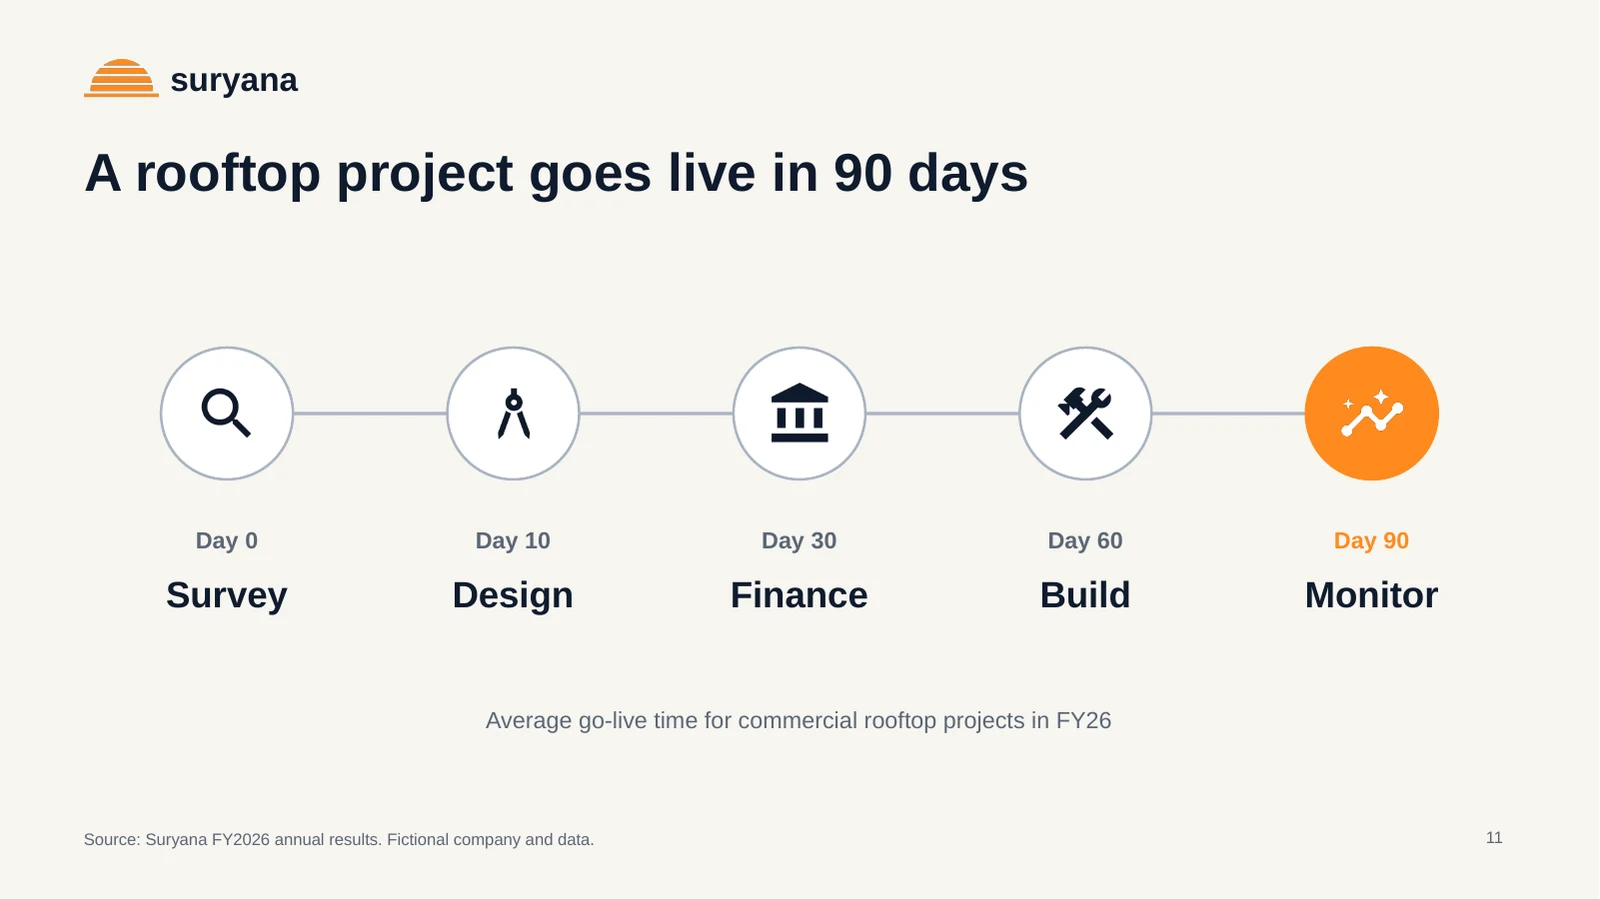 suryana
A rooftop project goes live in 90 days
Day 0
Survey
Day 10
Design
Day 30
Finance
Day 60
Build
Day 90
Monitor
Average go-live time for commercial rooftop projects in FY26
Source: Suryana FY2026 annual results. Fictional company and data.
11